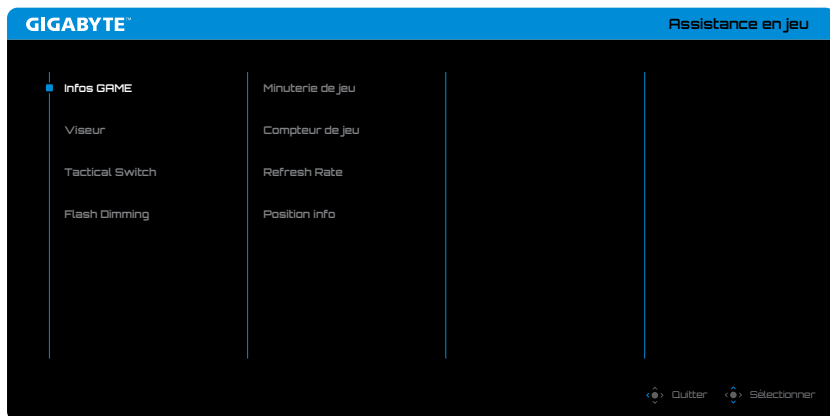 GIGABYTE™
Assistance en jeu
Infos GAME
Viseur
Tactical Switch
Flash Dimming
Minuterie de jeu
Compteur de jeu
Refresh Rate
Position info
Quitter
Sélectionner